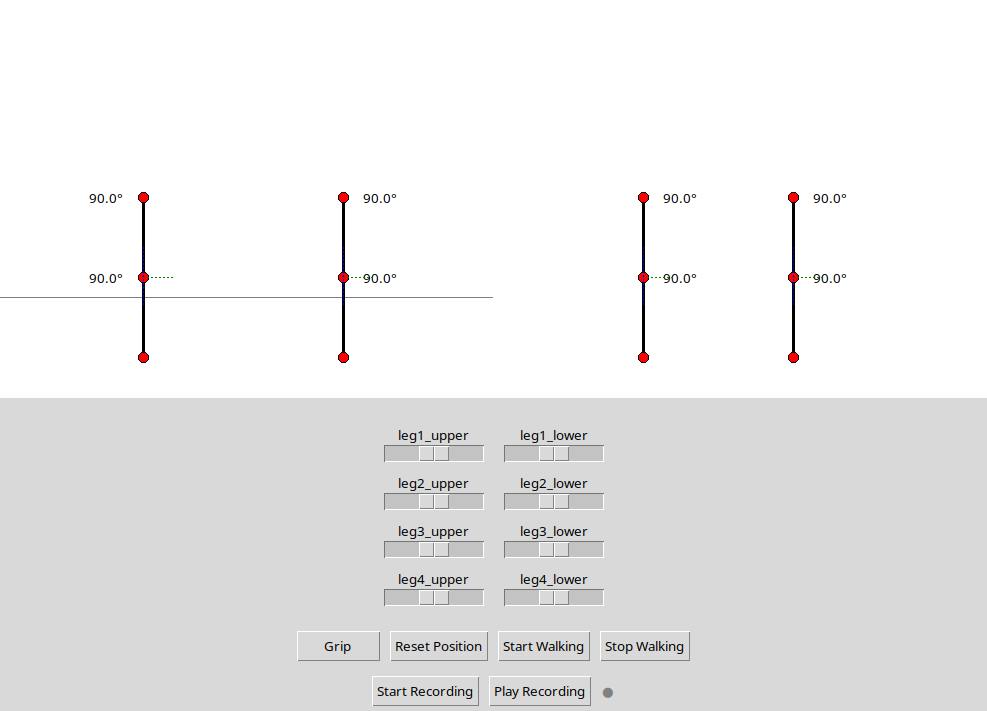 90.0° 90.0° 90.0° 90.0°
90.0° 90.0° 90.0° 90.0°
leg1_upper leg1_lower
leg2_upper leg2_lower
leg3_upper leg3_lower
leg4_upper leg4_lower
Grip Reset Position Start Walking Stop Walking
Start Recording Play Recording